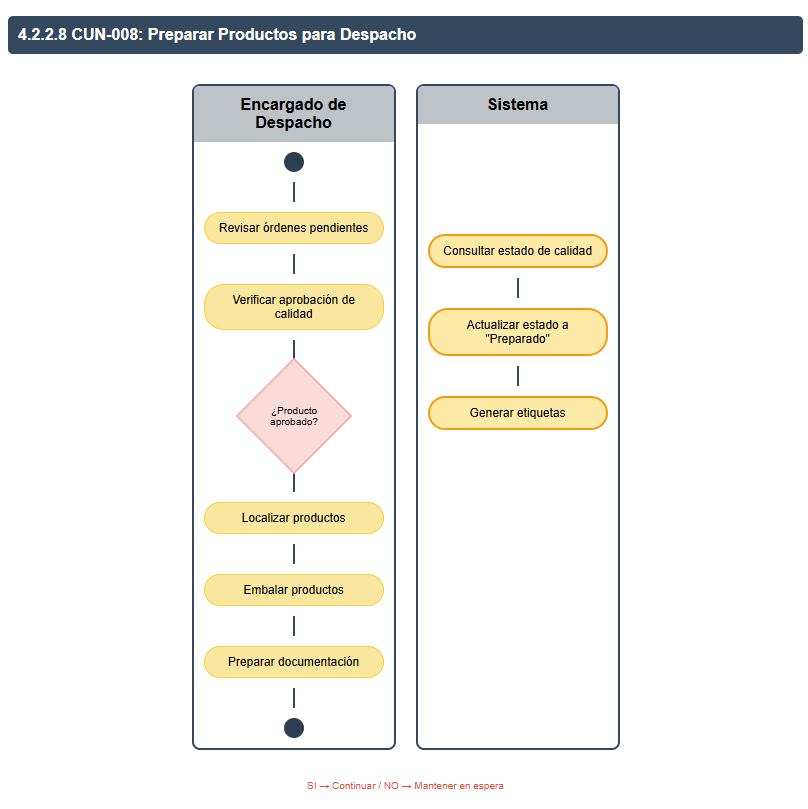 4.2.2.8 CUN-008: Preparar Productos para Despacho
Encargado de
Despacho
Revisar órdenes pendientes
Verificar aprobación de
calidad
¿Producto
aprobado?
Localizar productos
Embalar productos
Preparar documentación
Sistema
Consultar estado de calidad
Actualizar estado a
"Preparado"
Generar etiquetas
SI → Continuar / NO → Mantener en espera